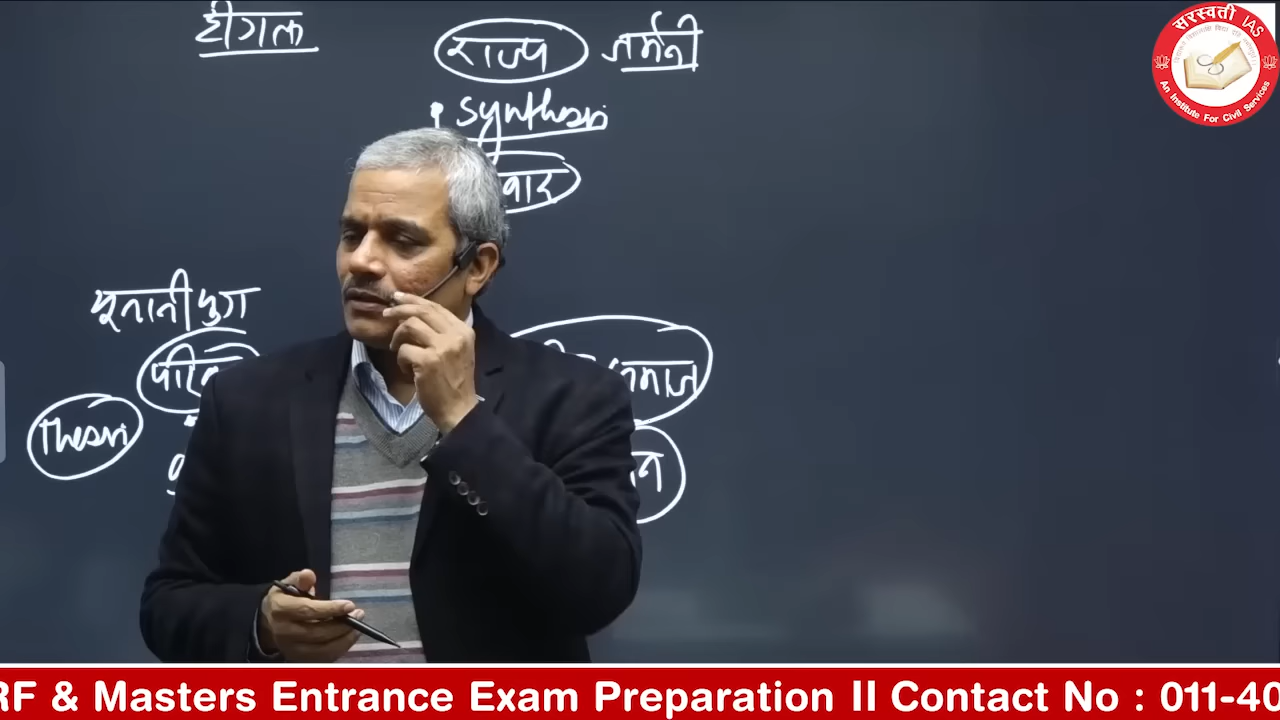 हीगल
राज्य जर्मनी
synthesis
वाद
यूनानी युग
समाज
thesis
सरस्वती IAS
An Institute For Civil Services
RF & Masters Entrance Exam Preparation II Contact No : 011-40